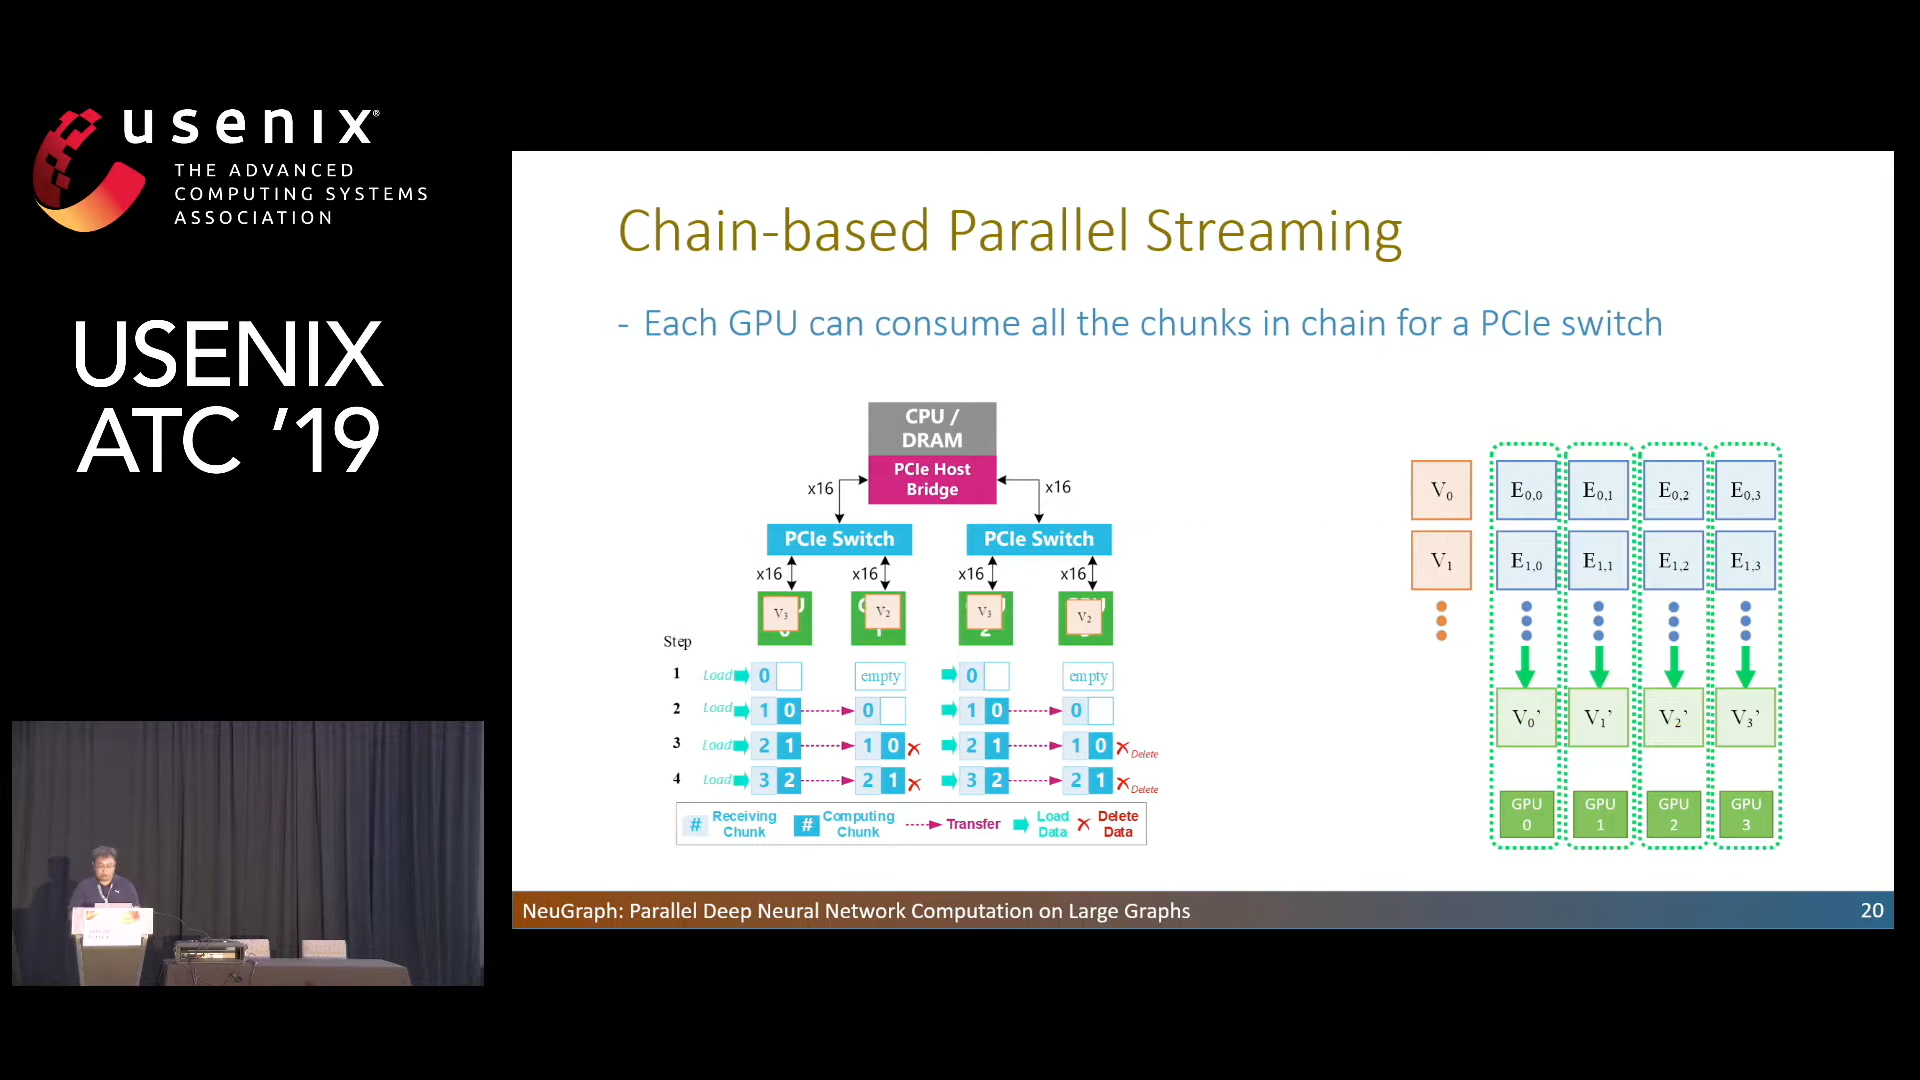 usenix®
THE ADVANCED
COMPUTING SYSTEMS
ASSOCIATION
USENIX
ATC ’19
Chain-based Parallel Streaming
- Each GPU can consume all the chunks in chain for a PCIe switch
CPU /
DRAM
PCIe Host
Bridge
x16 x16
PCIe Switch PCIe Switch
x16 x16 x16 x16
V3 V2 V3 V2
Step
1 Load 0 empty 0 empty
2 Load 1 0 0 1 0 0
3 Load 2 1 1 0 2 1 1 0 Delete
4 Load 3 2 2 1 3 2 2 1 Delete
# Receiving Chunk # Computing Chunk Transfer Load Data Delete Data
V0 E0,0 E0,1 E0,2 E0,3
V1 E1,0 E1,1 E1,2 E1,3
V0’ V1’ V2’ V3’
GPU 0 GPU 1 GPU 2 GPU 3
NeuGraph: Parallel Deep Neural Network Computation on Large Graphs 20